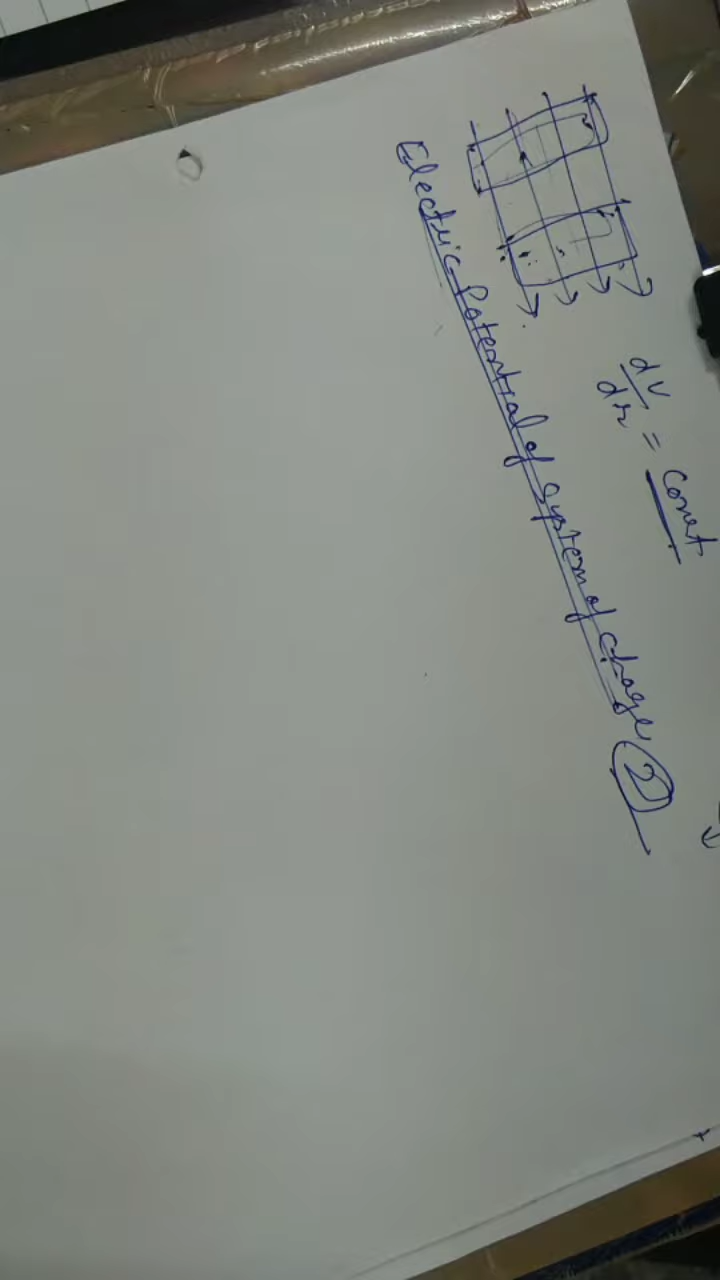 dv
dr
= Const
Electric Potential of System of Charge (2)